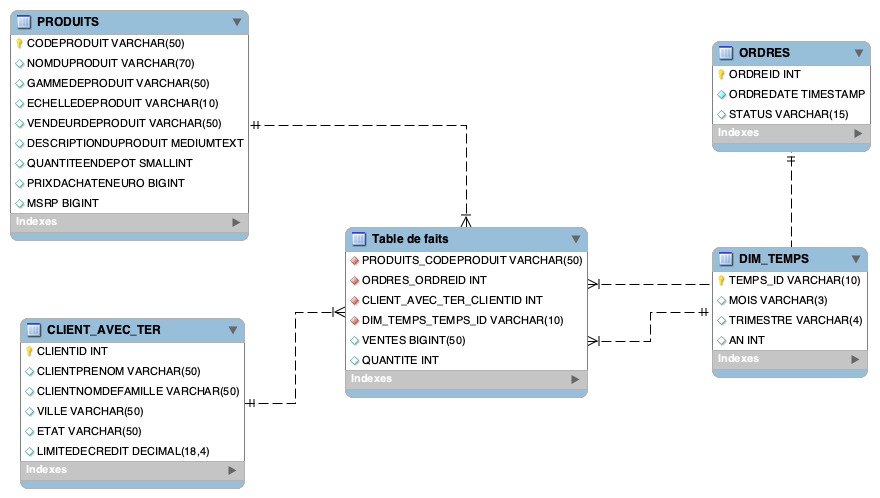 PRODUITS
CODEPRODUIT VARCHAR(50)
NOMDUPRODUIT VARCHAR(70)
GAMMEDEPRODUIT VARCHAR(50)
ECHELLEDEPRODUIT VARCHAR(10)
VENDEURDEPRODUIT VARCHAR(50)
DESCRIPTIONDUPRODUIT MEDIUMTEXT
QUANTITEENDEPOT SMALLINT
PRIXDACHATENEURO BIGINT
MSRP BIGINT
Indexes
ORDRES
ORDREID INT
ORDREDATE TIMESTAMP
STATUS VARCHAR(15)
Indexes
Table de faits
PRODUITS_CODEPRODUIT VARCHAR(50)
ORDRES_ORDREID INT
CLIENT_AVEC_TER_CLIENTID INT
DIM_TEMPS_TEMPS_ID VARCHAR(10)
VENTES BIGINT(50)
QUANTITE INT
Indexes
DIM_TEMPS
TEMPS_ID VARCHAR(10)
MOIS VARCHAR(3)
TRIMESTRE VARCHAR(4)
AN INT
Indexes
CLIENT_AVEC_TER
CLIENTID INT
CLIENTPRENOM VARCHAR(50)
CLIENTNOMDEFAMILLE VARCHAR(50)
VILLE VARCHAR(50)
ETAT VARCHAR(50)
LIMITEDECREDIT DECIMAL(18,4)
Indexes